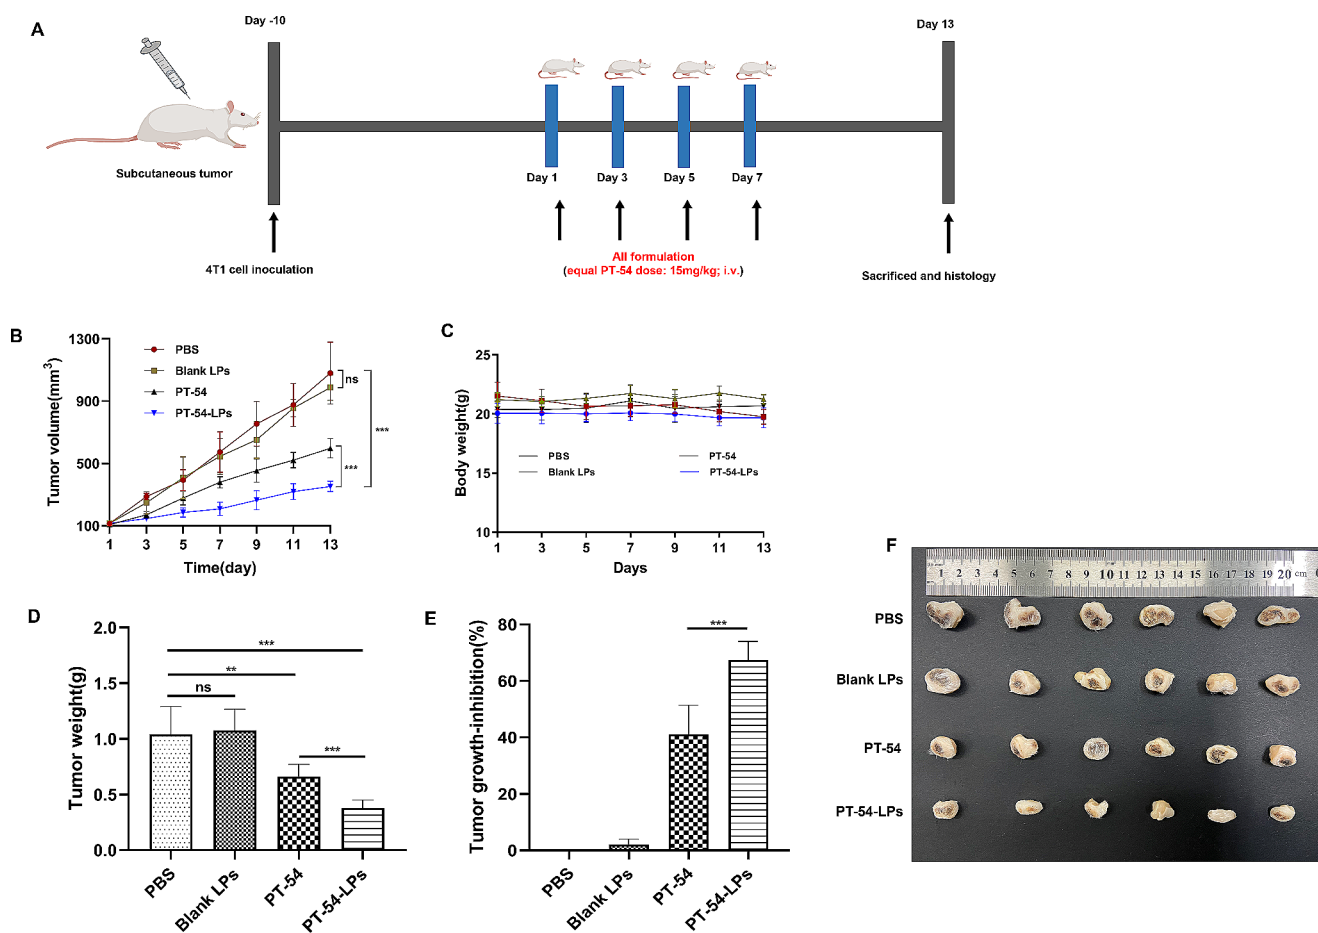 A
Day -10
Day 13
Subcutaneous tumor
Day 1
Day 3
Day 5
Day 7
4T1 cell inoculation
All formulation
(equal PT-54 dose: 15mg/kg; i.v.)
Sacrificed and histology
B
Tumor volume(mm3)
1300
900
500
100
PBS
Blank LPs
PT-54
PT-54-LPs
ns
***
***
1 3 5 7 9 11 13
Time(day)
C
Body weight(g)
25
20
15
10
PBS
PT-54
Blank LPs
PT-54-LPs
1 3 5 7 9 11 13
Days
D
Tumor weight(g)
2.0
1.5
1.0
0.5
0.0
***
**
ns
***
PBS
Blank LPs
PT-54
PT-54-LPs
E
Tumor growth-inhibition(%)
80
60
40
20
0
***
PBS
Blank LPs
PT-54
PT-54-LPs
F
1 2 3 4 5 6 7 8 9 10 11 12 13 14 15 16 17 18 19 20 cm
PBS
Blank LPs
PT-54
PT-54-LPs